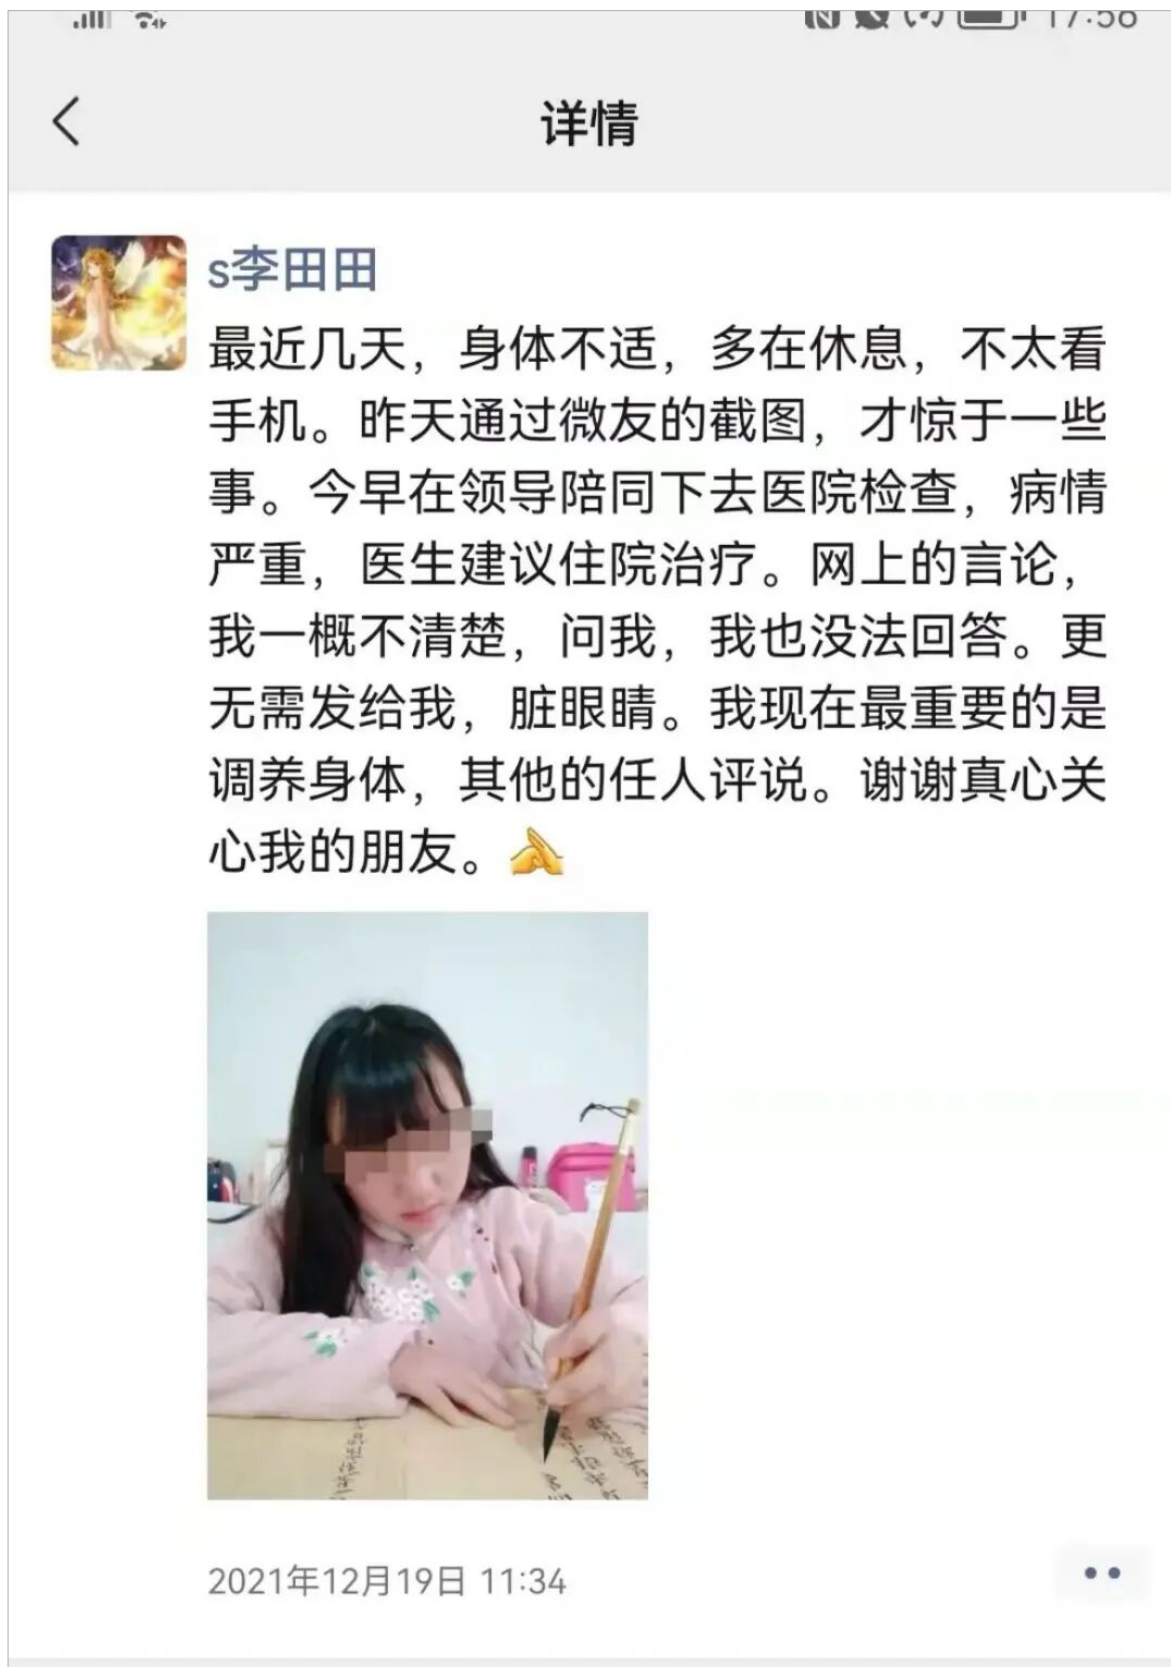 17:58
详情
s李田田
最近几天，身体不适，多在休息，不太看
手机。昨天通过微友的截图，才惊于一些
事。今早在领导陪同下去医院检查，病情
严重，医生建议住院治疗。网上的言论，
我一概不清楚，问我，我也没法回答。更
无需发给我，脏眼睛。我现在最重要的是
调养身体，其他的任人评说。谢谢真心关
心我的朋友。
2021年12月19日 11:34